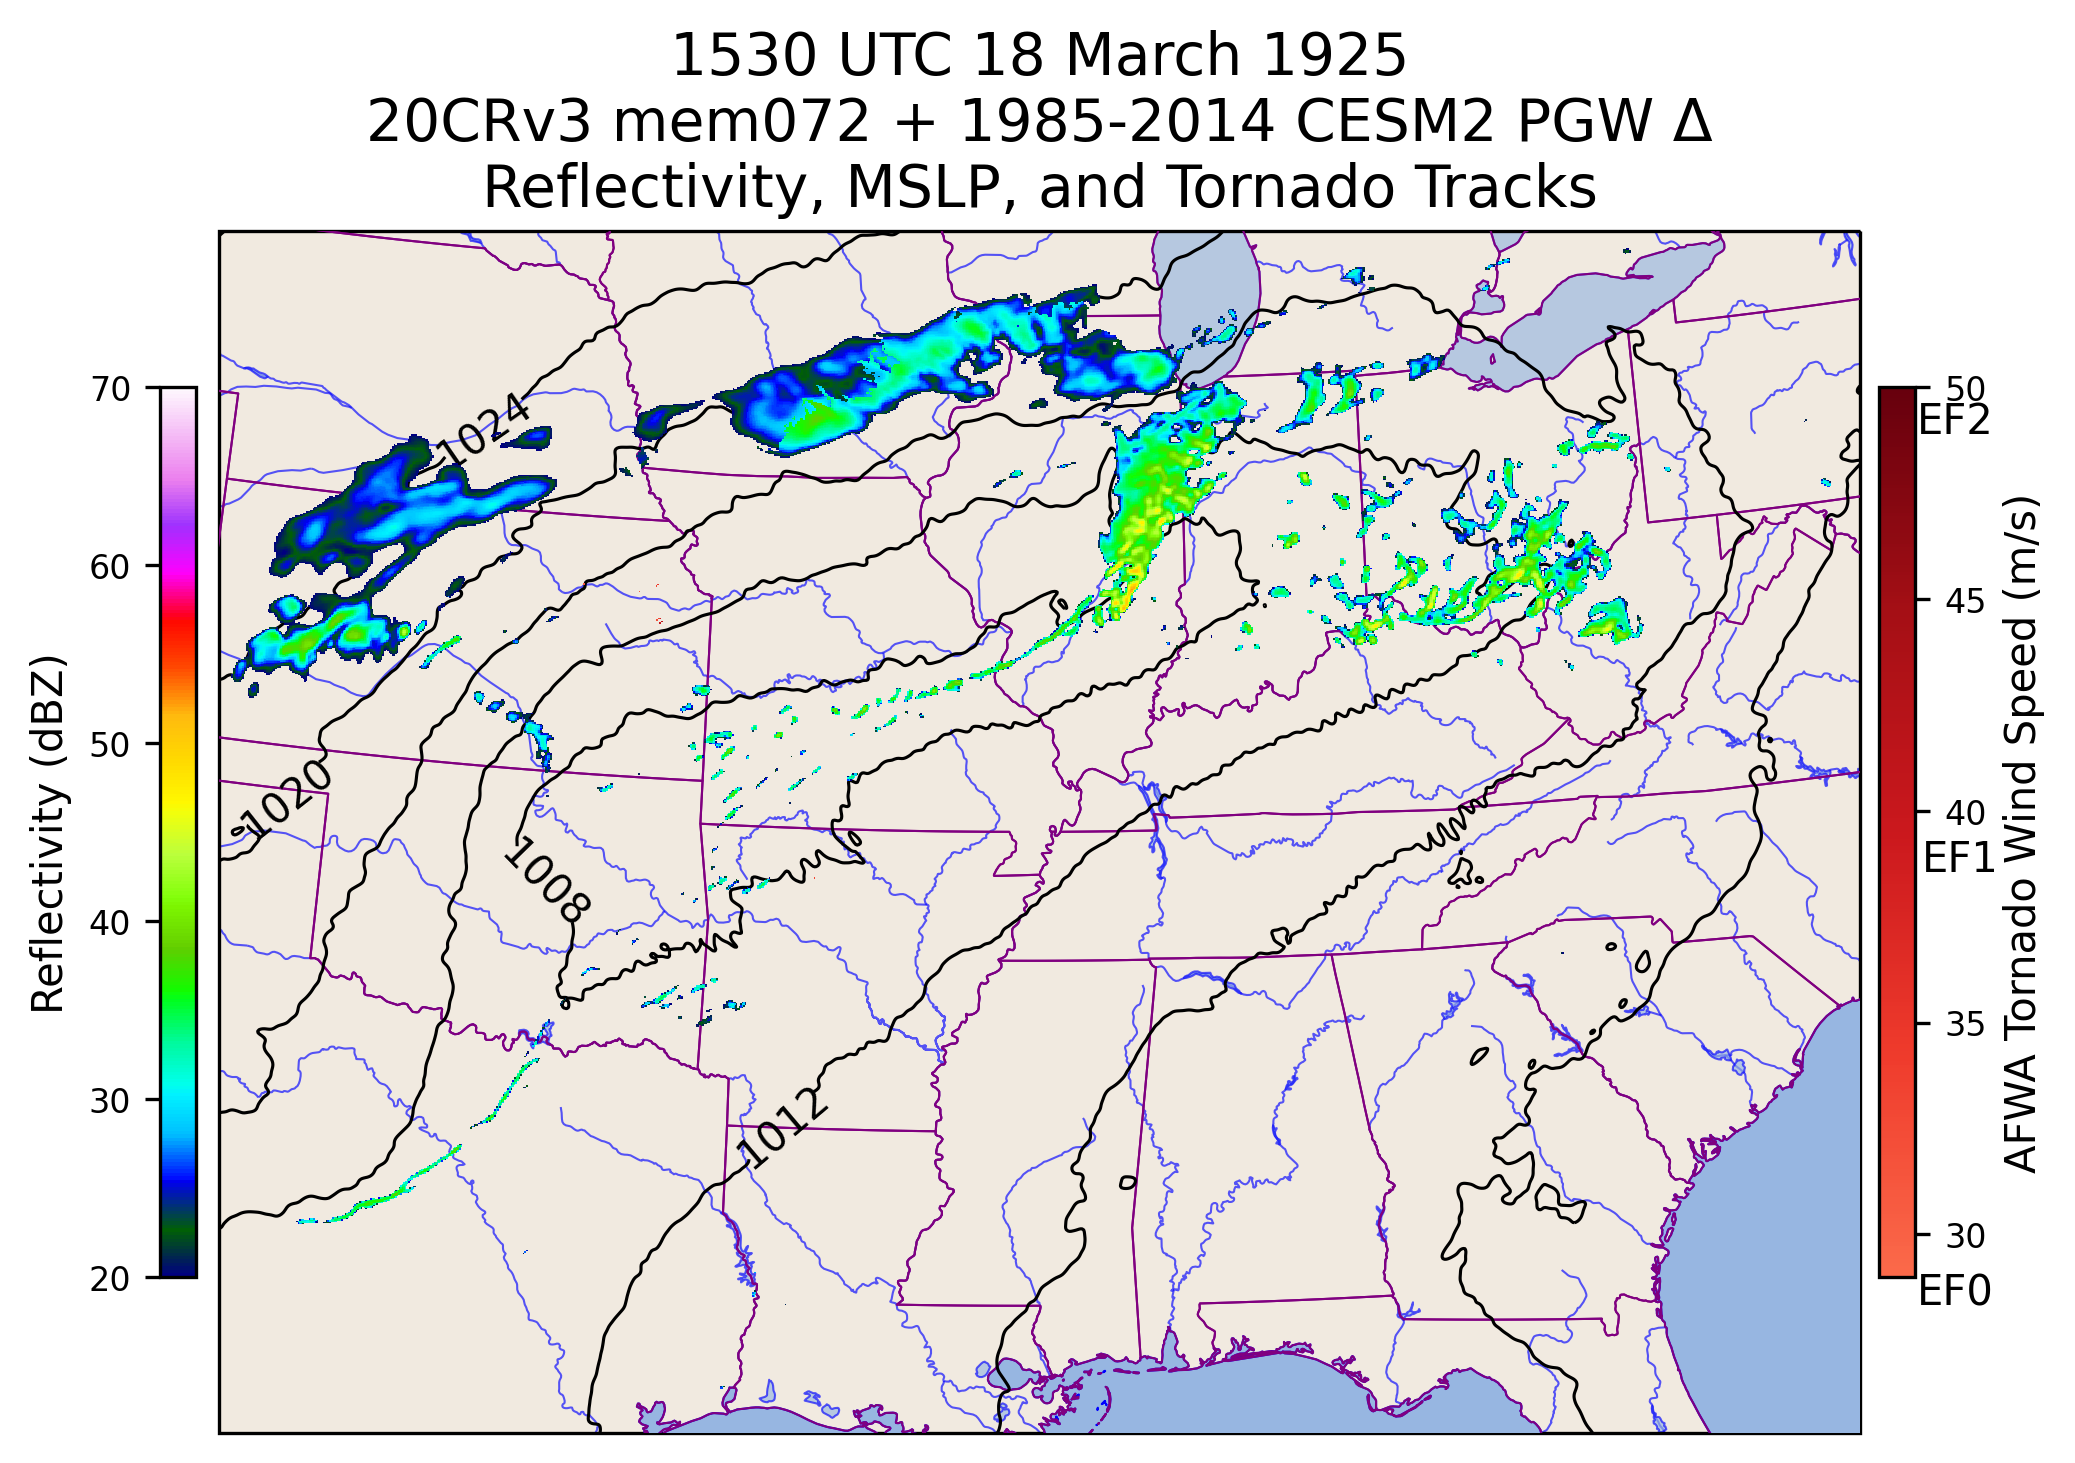 1530 UTC 18 March 1925
20CRv3 mem072 + 1985-2014 CESM2 PGW Δ
Reflectivity, MSLP, and Tornado Tracks
Reflectivity (dBZ)
70
60
50
40
30
20
1024
1020
1008
1012
50
EF2
45
40
EF1
35
30
EF0
AFWA Tornado Wind Speed (m/s)